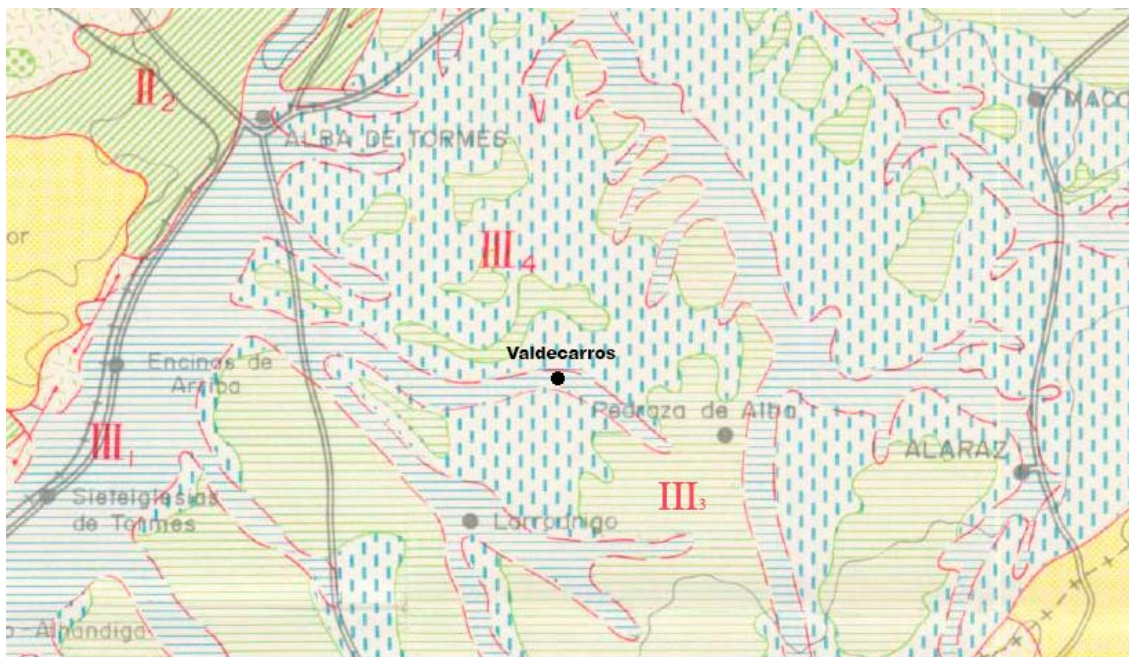 II₂
MACO
ALBA DE TORMES
or
III₄
Valdecarros
Encinas de
Arriba
Pedraza de Alba
III₁
ALARAZ
Sieteiglesias
de Tormes
III₃
Larrodrigo
o-Alhandiga